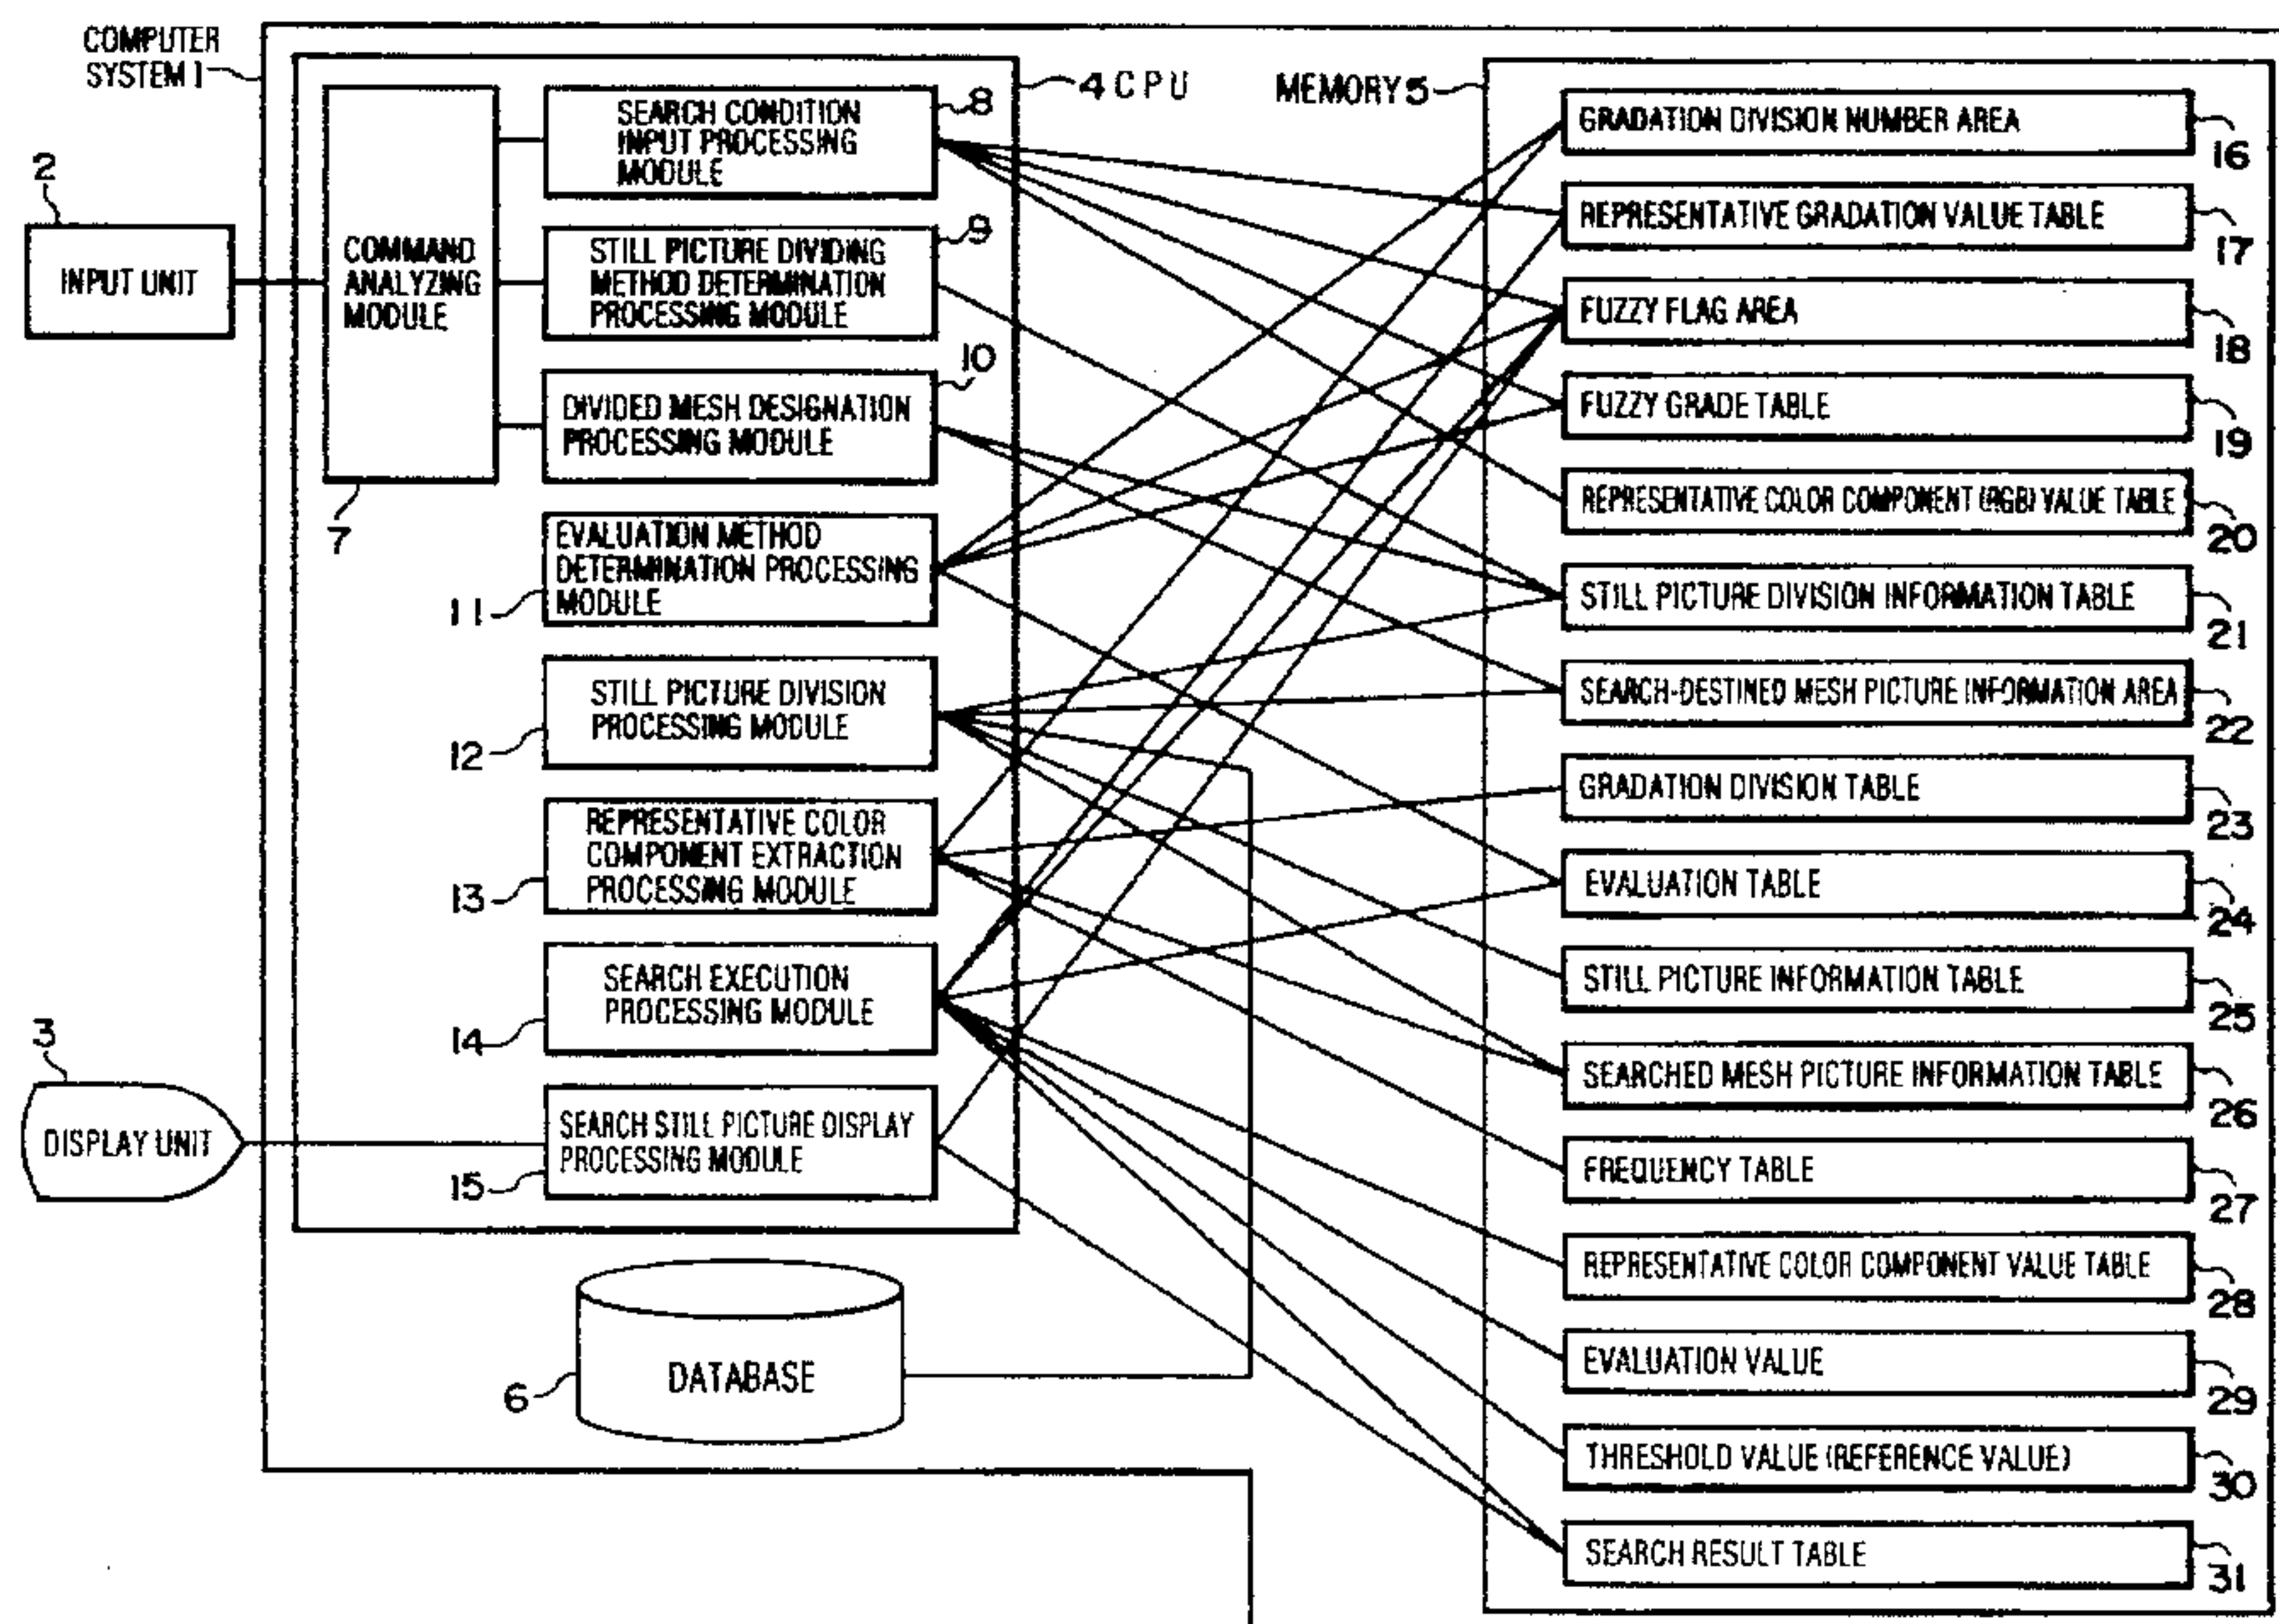 COMPUTER
SYSTEM 1
4 CPU
MEMORY 5
2
INPUT UNIT
COMMAND
ANALYZING
MODULE
7
SEARCH CONDITION
INPUT PROCESSING
MODULE
8
STILL PICTURE DIVIDING
METHOD DETERMINATION
PROCESSING MODULE
9
DIVIDED MESH DESIGNATION
PROCESSING MODULE
10
EVALUATION METHOD
DETERMINATION PROCESSING
MODULE
11
STILL PICTURE DIVISION
PROCESSING MODULE
12
REPRESENTATIVE COLOR
COMPONENT EXTRACTION
PROCESSING MODULE
13
SEARCH EXECUTION
PROCESSING MODULE
14
3
DISPLAY UNIT
SEARCH STILL PICTURE DISPLAY
PROCESSING MODULE
15
DATABASE
6
GRADATION DIVISION NUMBER AREA
16
REPRESENTATIVE GRADATION VALUE TABLE
17
FUZZY FLAG AREA
18
FUZZY GRADE TABLE
19
REPRESENTATIVE COLOR COMPONENT (RGB) VALUE TABLE
20
STILL PICTURE DIVISION INFORMATION TABLE
21
SEARCH-DESTINED MESH PICTURE INFORMATION AREA
22
GRADATION DIVISION TABLE
23
EVALUATION TABLE
24
STILL PICTURE INFORMATION TABLE
25
SEARCHED MESH PICTURE INFORMATION TABLE
26
FREQUENCY TABLE
27
REPRESENTATIVE COLOR COMPONENT VALUE TABLE
28
EVALUATION VALUE
29
THRESHOLD VALUE (REFERENCE VALUE)
30
SEARCH RESULT TABLE
31